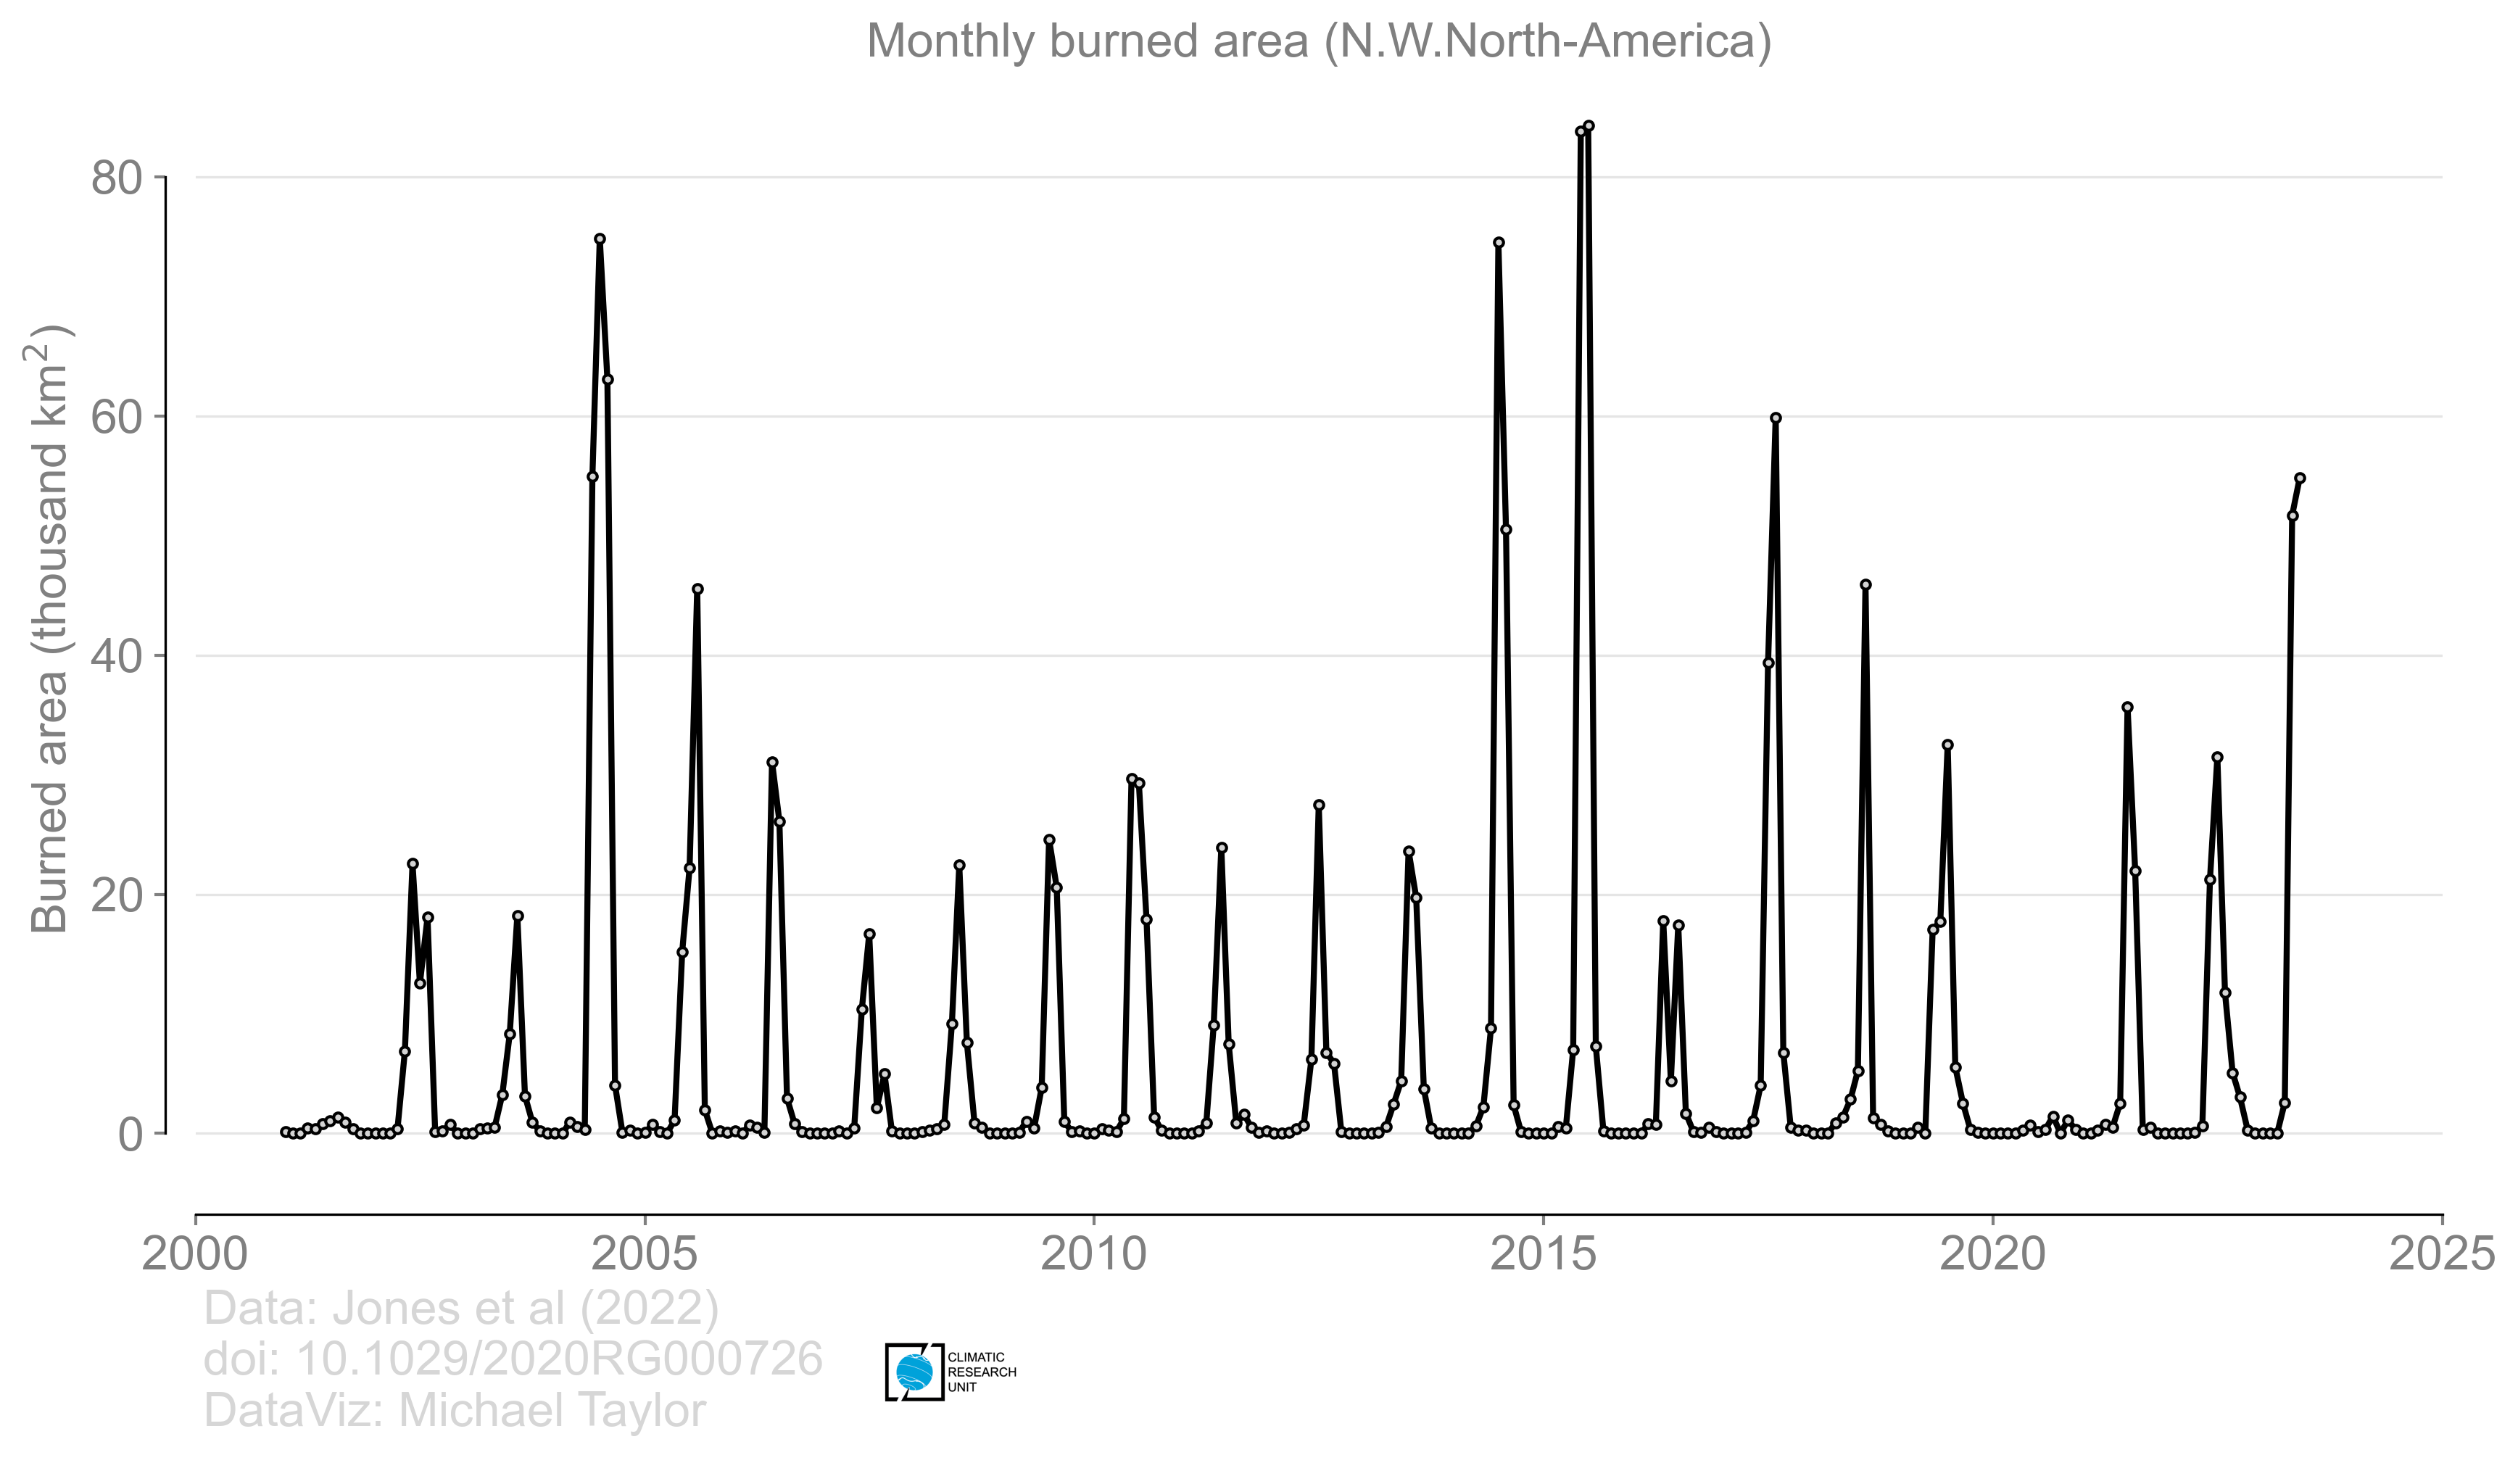 Monthly burned area (N.W.North-America)
Burned area (thousand km²)
80
60
40
20
0
2000 2005 2010 2015 2020 2025
Data: Jones et al (2022)
doi: 10.1029/2020RG000726
DataViz: Michael Taylor
CLIMATIC
RESEARCH
UNIT